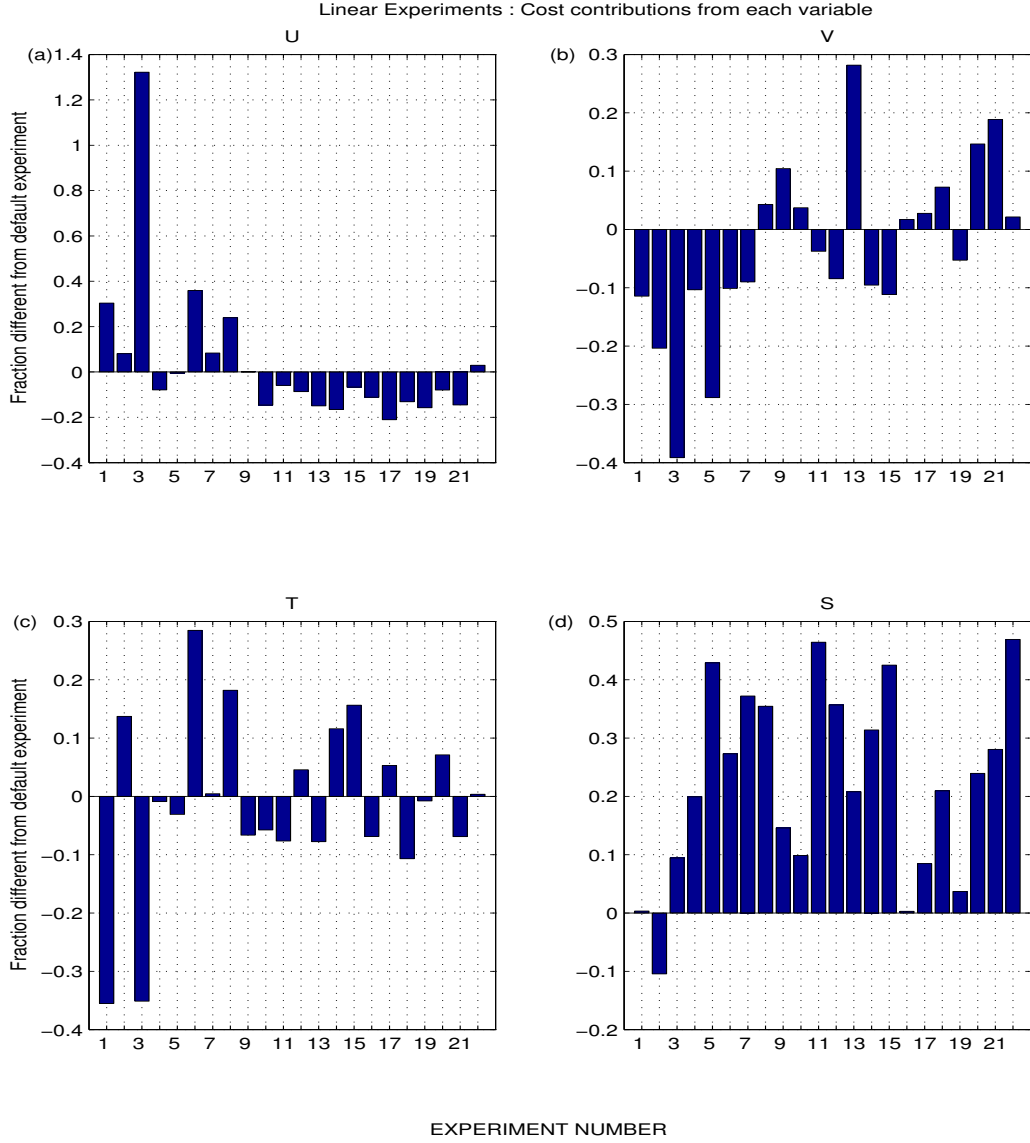 Linear Experiments : Cost contributions from each variable
U
(a)
1.4
1.2
1
0.8
0.6
0.4
0.2
0
−0.2
−0.4
Fraction different from default experiment
1 3 5 7 9 11 13 15 17 19 21
V
(b)
0.3
0.2
0.1
0
−0.1
−0.2
−0.3
−0.4
1 3 5 7 9 11 13 15 17 19 21
T
(c)
0.3
0.2
0.1
0
−0.1
−0.2
−0.3
−0.4
Fraction different from default experiment
1 3 5 7 9 11 13 15 17 19 21
S
(d)
0.5
0.4
0.3
0.2
0.1
0
−0.1
−0.2
1 3 5 7 9 11 13 15 17 19 21
EXPERIMENT NUMBER